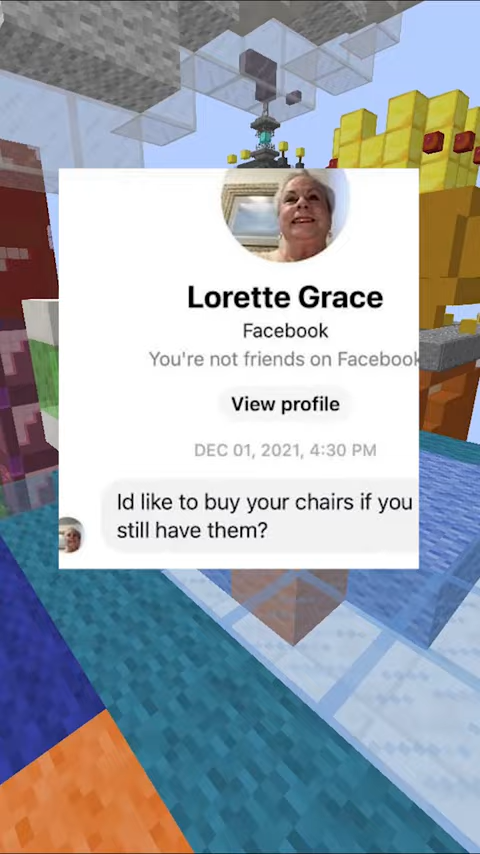 Lorette Grace
Facebook
You're not friends on Facebook
View profile
DEC 01, 2021, 4:30 PM
Id like to buy your chairs if you
still have them?